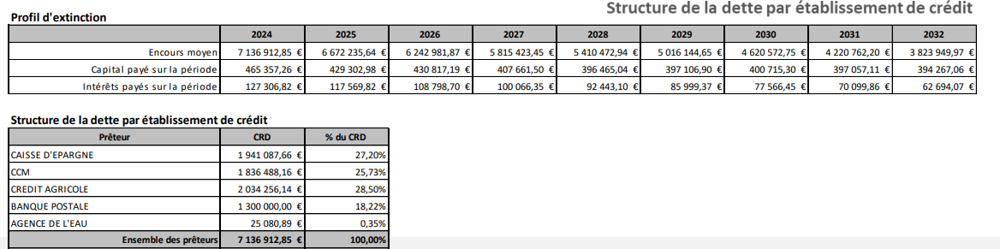 Structure de la dette par établissement de crédit
Profil d'extinction
2024 2025 2026 2027 2028 2029 2030 2031 2032
Encours moyen 7 136 912,85 € 6 672 235,64 € 6 242 981,87 € 5 815 423,45 € 5 410 472,94 € 5 016 144,65 € 4 620 572,75 € 4 220 762,20 € 3 823 949,97 €
Capital payé sur la période 465 357,26 € 429 302,98 € 430 817,19 € 407 661,50 € 396 465,04 € 397 106,90 € 400 715,30 € 397 057,11 € 394 267,06 €
Intérêts payés sur la période 127 306,82 € 117 569,82 € 108 798,70 € 100 066,35 € 92 443,10 € 85 999,37 € 77 566,45 € 70 099,86 € 62 694,07 €
Structure de la dette par établissement de crédit
Prêteur CRD % du CRD
CAISSE D'EPARGNE 1 941 087,66 € 27,20%
CCM 1 836 488,16 € 25,73%
CREDIT AGRICOLE 2 034 256,14 € 28,50%
BANQUE POSTALE 1 300 000,00 € 18,22%
AGENCE DE L'EAU 25 080,89 € 0,35%
Ensemble des prêteurs 7 136 912,85 € 100,00%